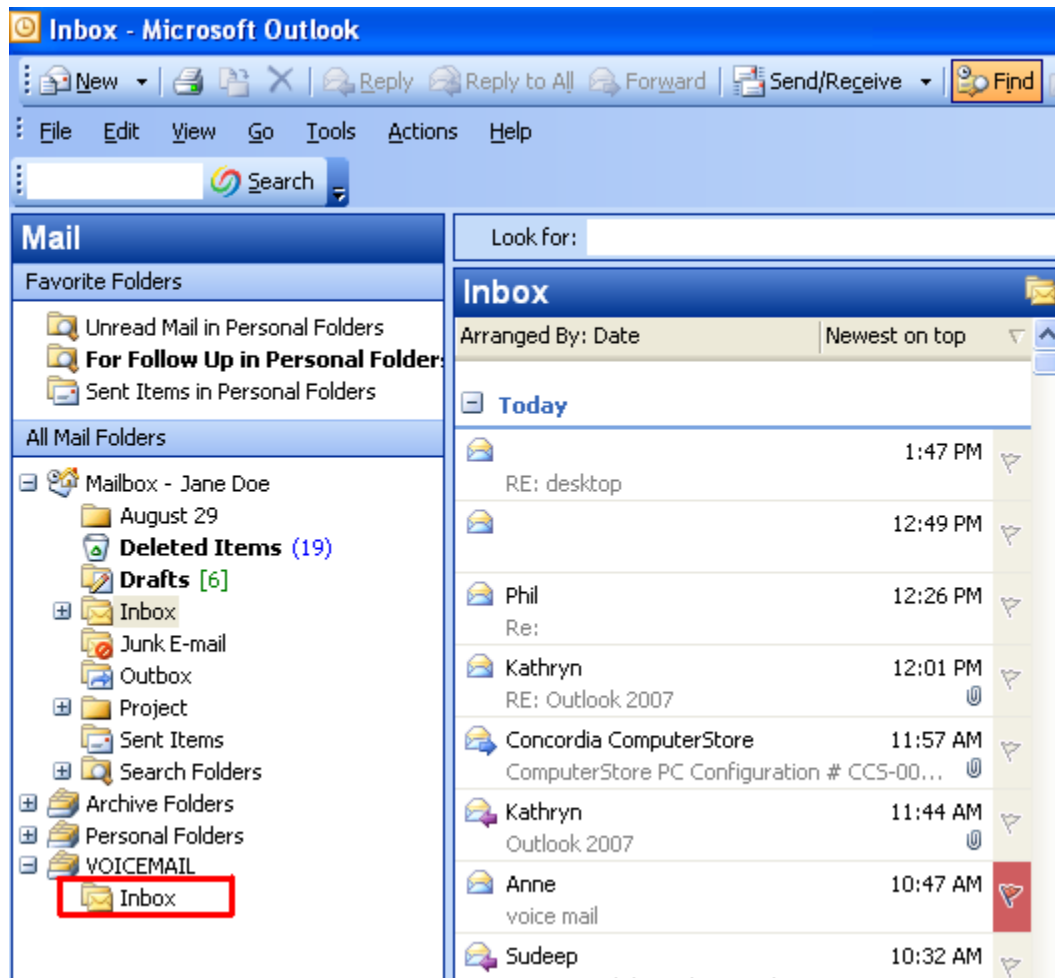 Inbox - Microsoft Outlook
New Reply Reply to All Forward Send/Receive Find
File Edit View Go Tools Actions Help
Search
Mail
Favorite Folders
Unread Mail in Personal Folders
For Follow Up in Personal Folder
Sent Items in Personal Folders
All Mail Folders
Mailbox - Jane Doe
August 29
Deleted Items (19)
Drafts [6]
Inbox
Junk E-mail
Outbox
Project
Sent Items
Search Folders
Archive Folders
Personal Folders
VOICEMAIL
Inbox
Look for:
Inbox
Arranged By: Date Newest on top
Today
1:47 PM
RE: desktop
12:49 PM
Phil 12:26 PM
Re:
Kathryn 12:01 PM
RE: Outlook 2007
Concordia ComputerStore 11:57 AM
ComputerStore PC Configuration # CCS-00...
Kathryn 11:44 AM
Outlook 2007
Anne 10:47 AM
voice mail
Sudeep 10:32 AM